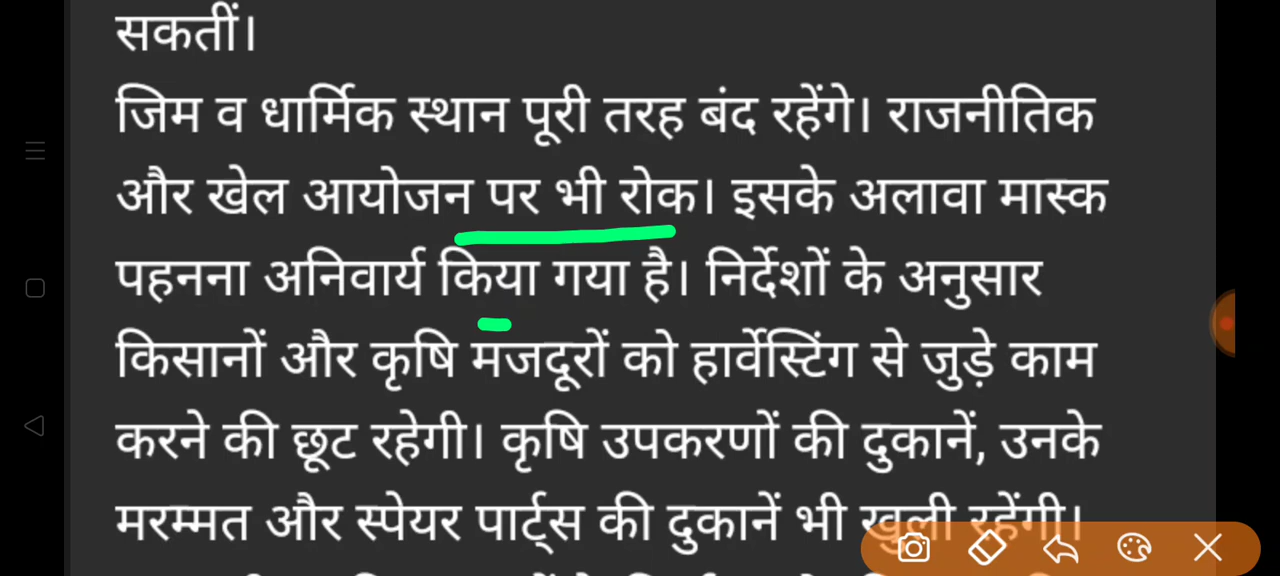 सकतीं।
जिम व धार्मिक स्थान पूरी तरह बंद रहेंगे। राजनीतिक
और खेल आयोजन पर भी रोक। इसके अलावा मास्क
पहनना अनिवार्य किया गया है। निर्देशों के अनुसार
किसानों और कृषि मजदूरों को हार्वेस्टिंग से जुड़े काम
करने की छूट रहेगी। कृषि उपकरणों की दुकानें, उनके
मरम्मत और स्पेयर पार्ट्स की दुकानें भी खुली रहेंगी।